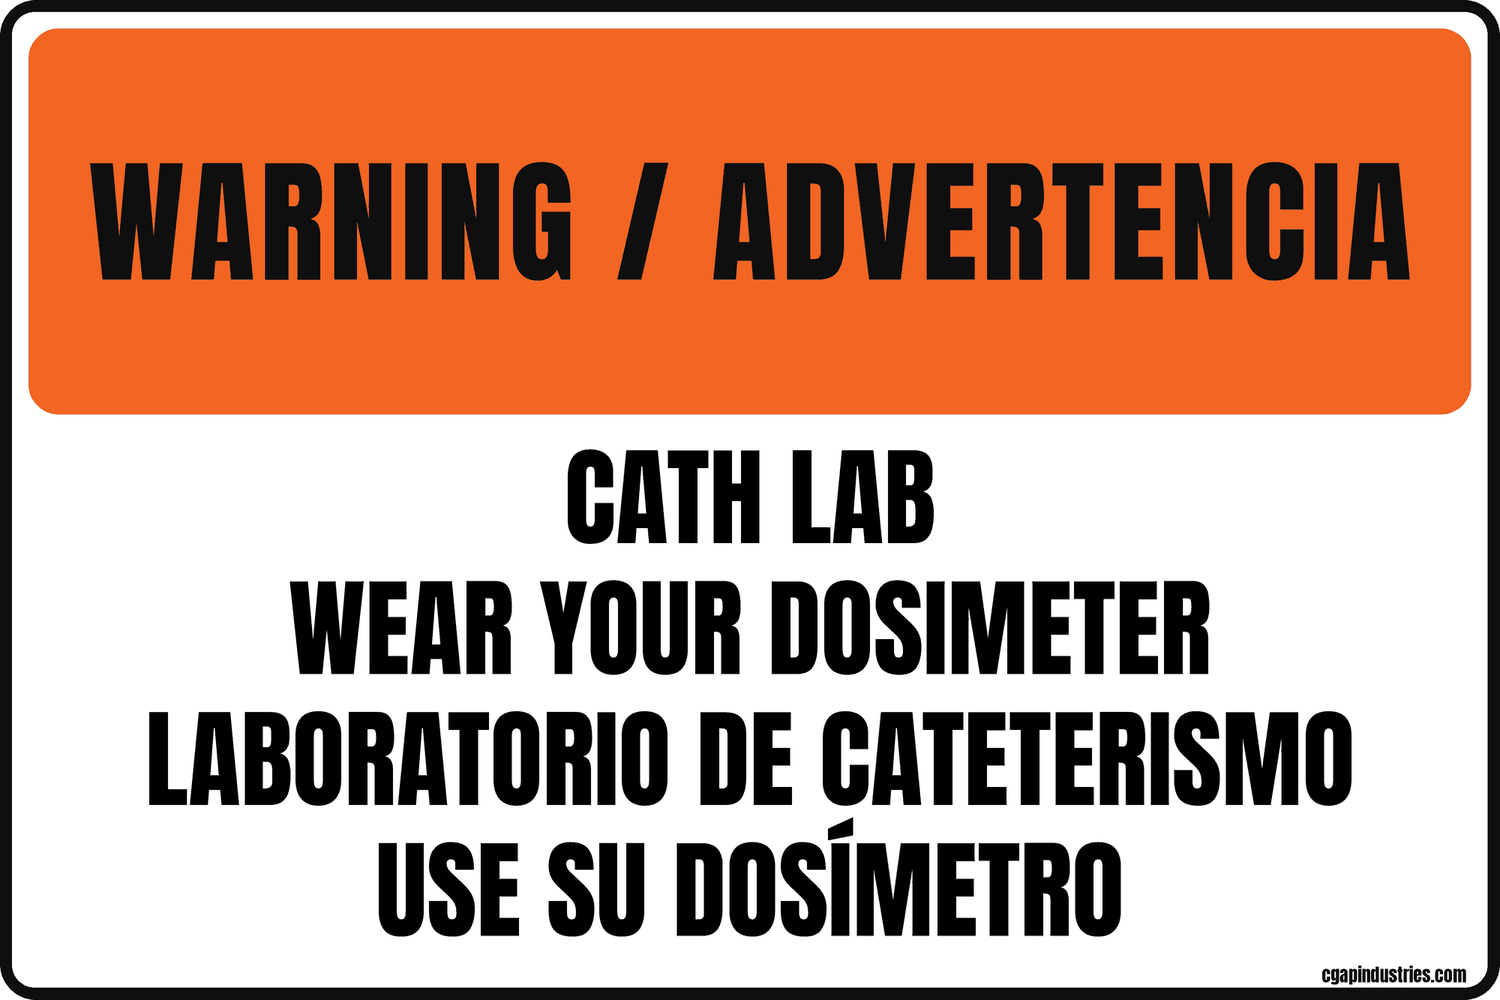 WARNING / ADVERTENCIA
CATH LAB
WEAR YOUR DOSIMETER
LABORATORIO DE CATETERISMO
USE SU DOSÍMETRO
cgapindustries.com